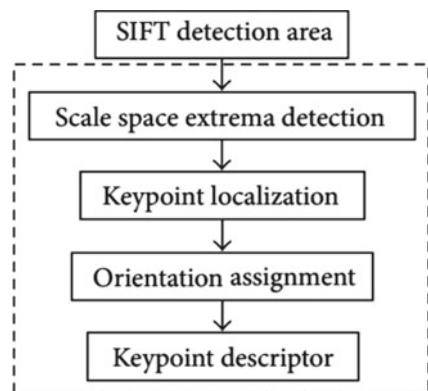 SIFT detection area
Scale space extrema detection
Keypoint localization
Orientation assignment
Keypoint descriptor